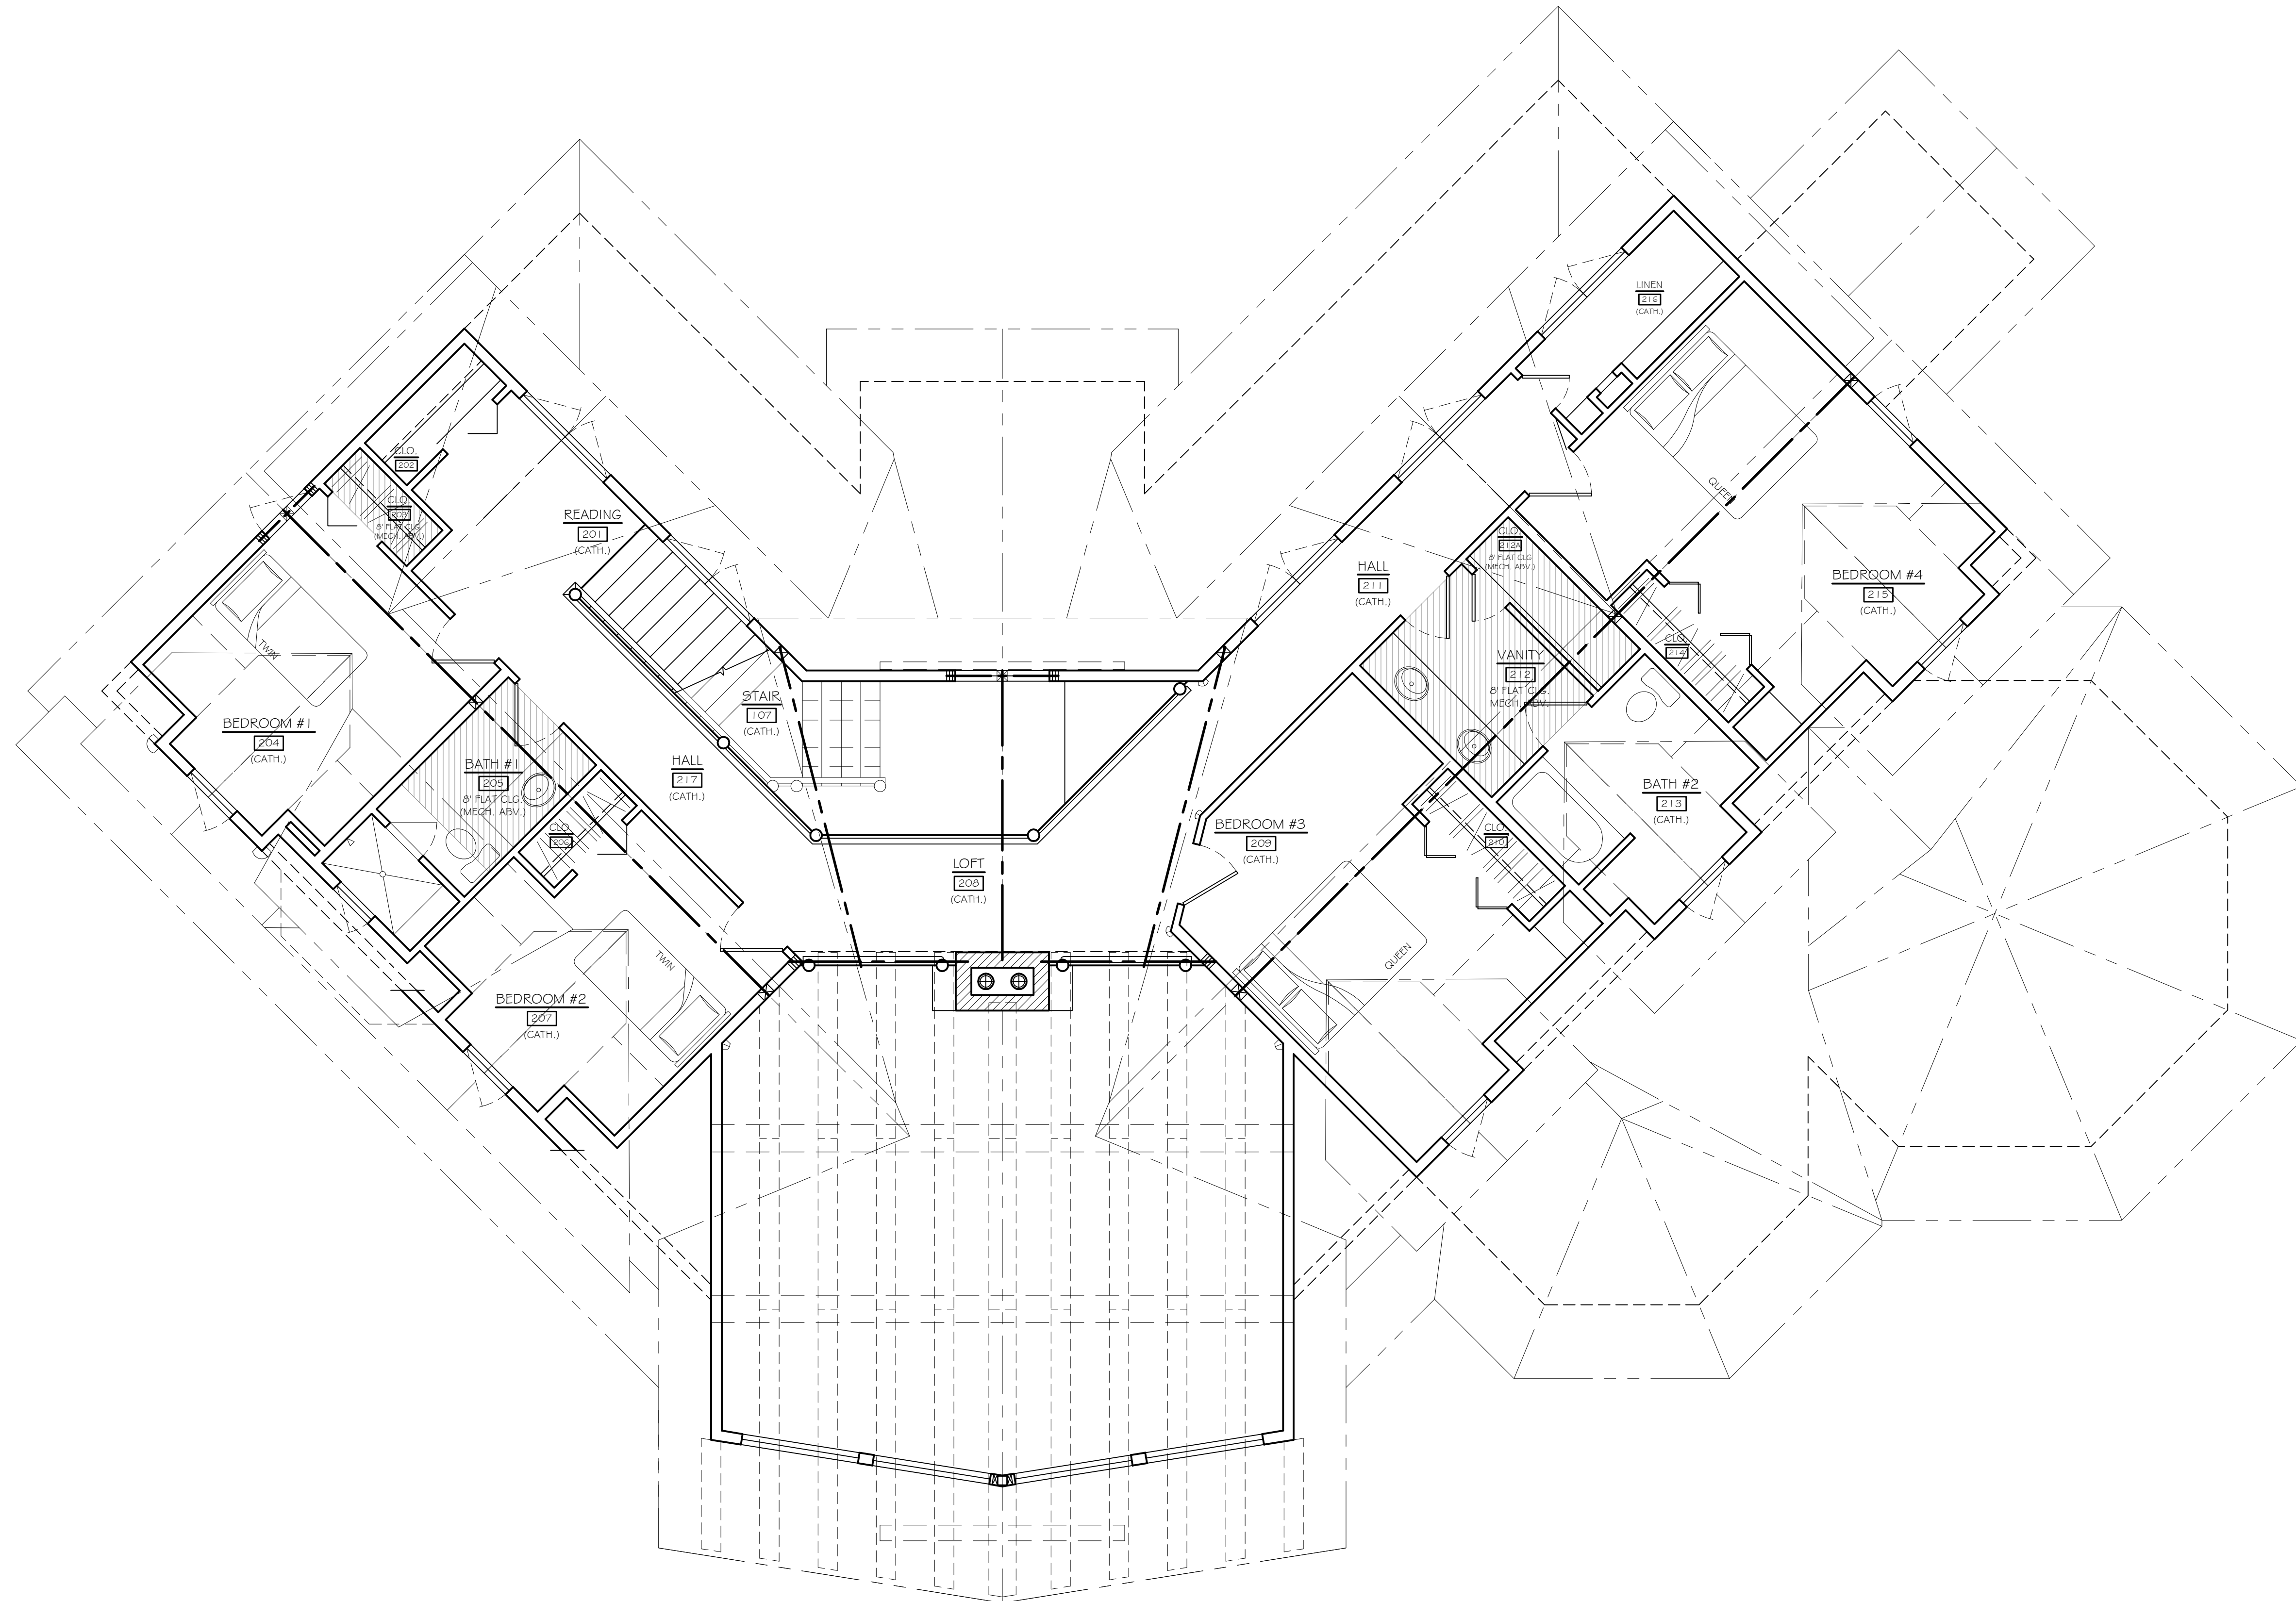 LINEN
216
(CATH.)
CLO.
202
CLO.
203
8' FLAT CLG.
(MECH. ABV.)
READING
201
(CATH.)
QUEEN
CLO.
212A
8' FLAT CLG
(MECH. ABV.)
HALL
211
(CATH.)
BEDROOM #4
215
(CATH.)
TWIN
CLO.
214
VANITY
212
8' FLAT CLG.
MECH. ABV.
STAIR
107
(CATH.)
BEDROOM #1
204
(CATH.)
BATH #1
205
8' FLAT CLG.
(MECH. ABV.)
HALL
217
(CATH.)
BATH #2
213
(CATH.)
CLO.
206
BEDROOM #3
209
(CATH.)
CLO.
210
LOFT
208
(CATH.)
TWIN
QUEEN
BEDROOM #2
207
(CATH.)